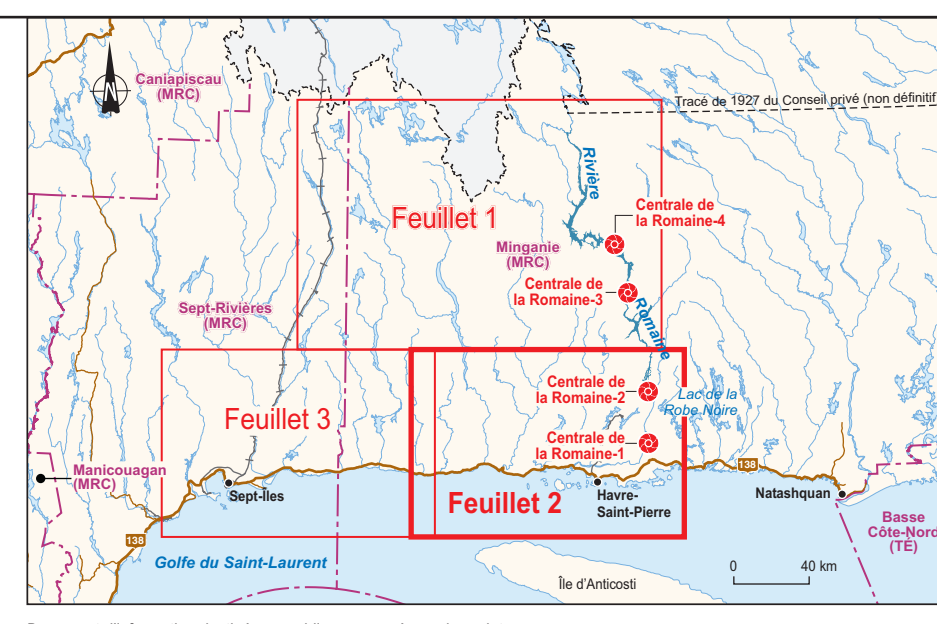 N
Caniapiscau
(MRC)
Tracé de 1927 du Conseil privé (non définitif
Rivière
Centrale de
la Romaine-4
Feuillet 1
Minganie
(MRC)
Centrale de
la Romaine-3
Sept-Rivières
(MRC)
Romaine
Feuillet 3
Centrale de
la Romaine-2
Lac de la
Robe Noire
Centrale de
la Romaine-1
Manicouagan
(MRC)
138
Sept-Îles
Feuillet 2
Havre-
Saint-Pierre
Natashquan
138
Basse
Côte-Nord
(TÉ)
Golfe du Saint-Laurent
Île d'Anticosti
0 40 km